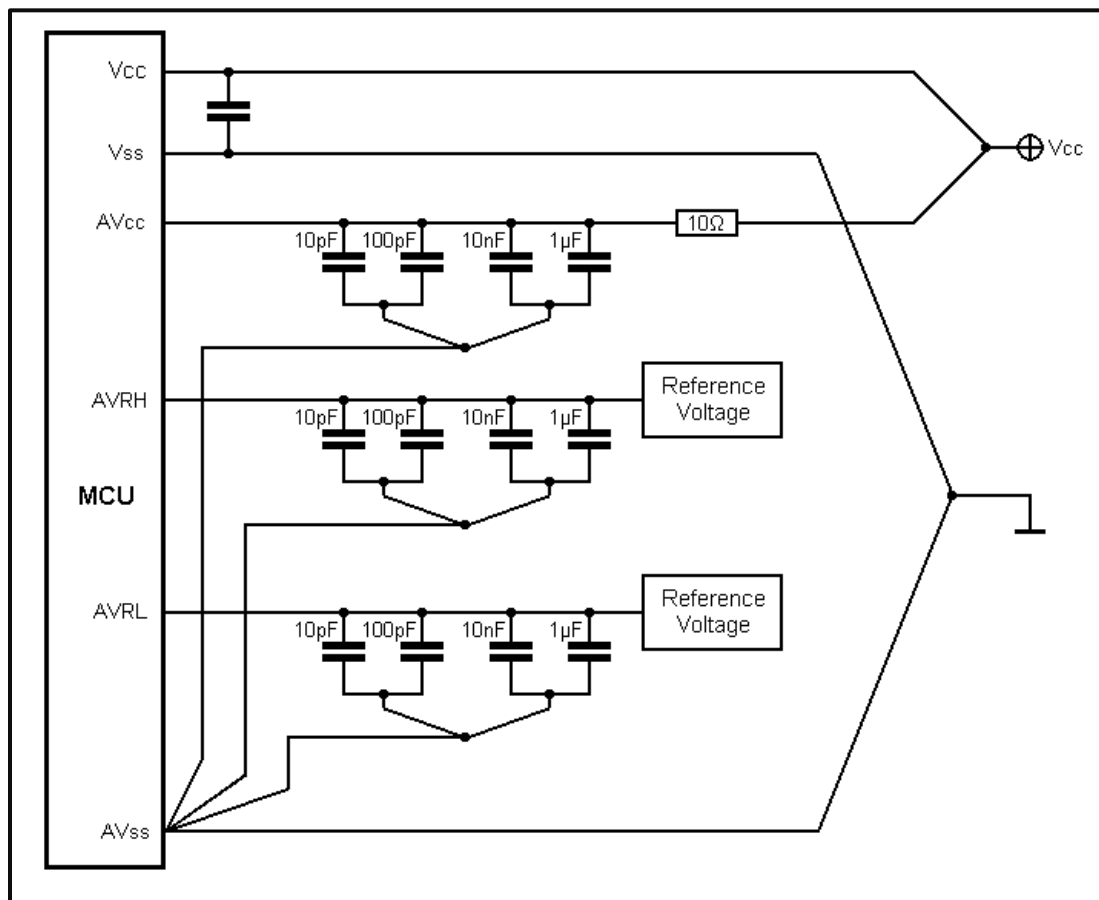 Vcc
Vss
Vcc
AVcc
10Ω
10pF
100pF
10nF
1µF
AVRH
Reference
Voltage
10pF
100pF
10nF
1µF
MCU
AVRL
Reference
Voltage
10pF
100pF
10nF
1µF
AVss